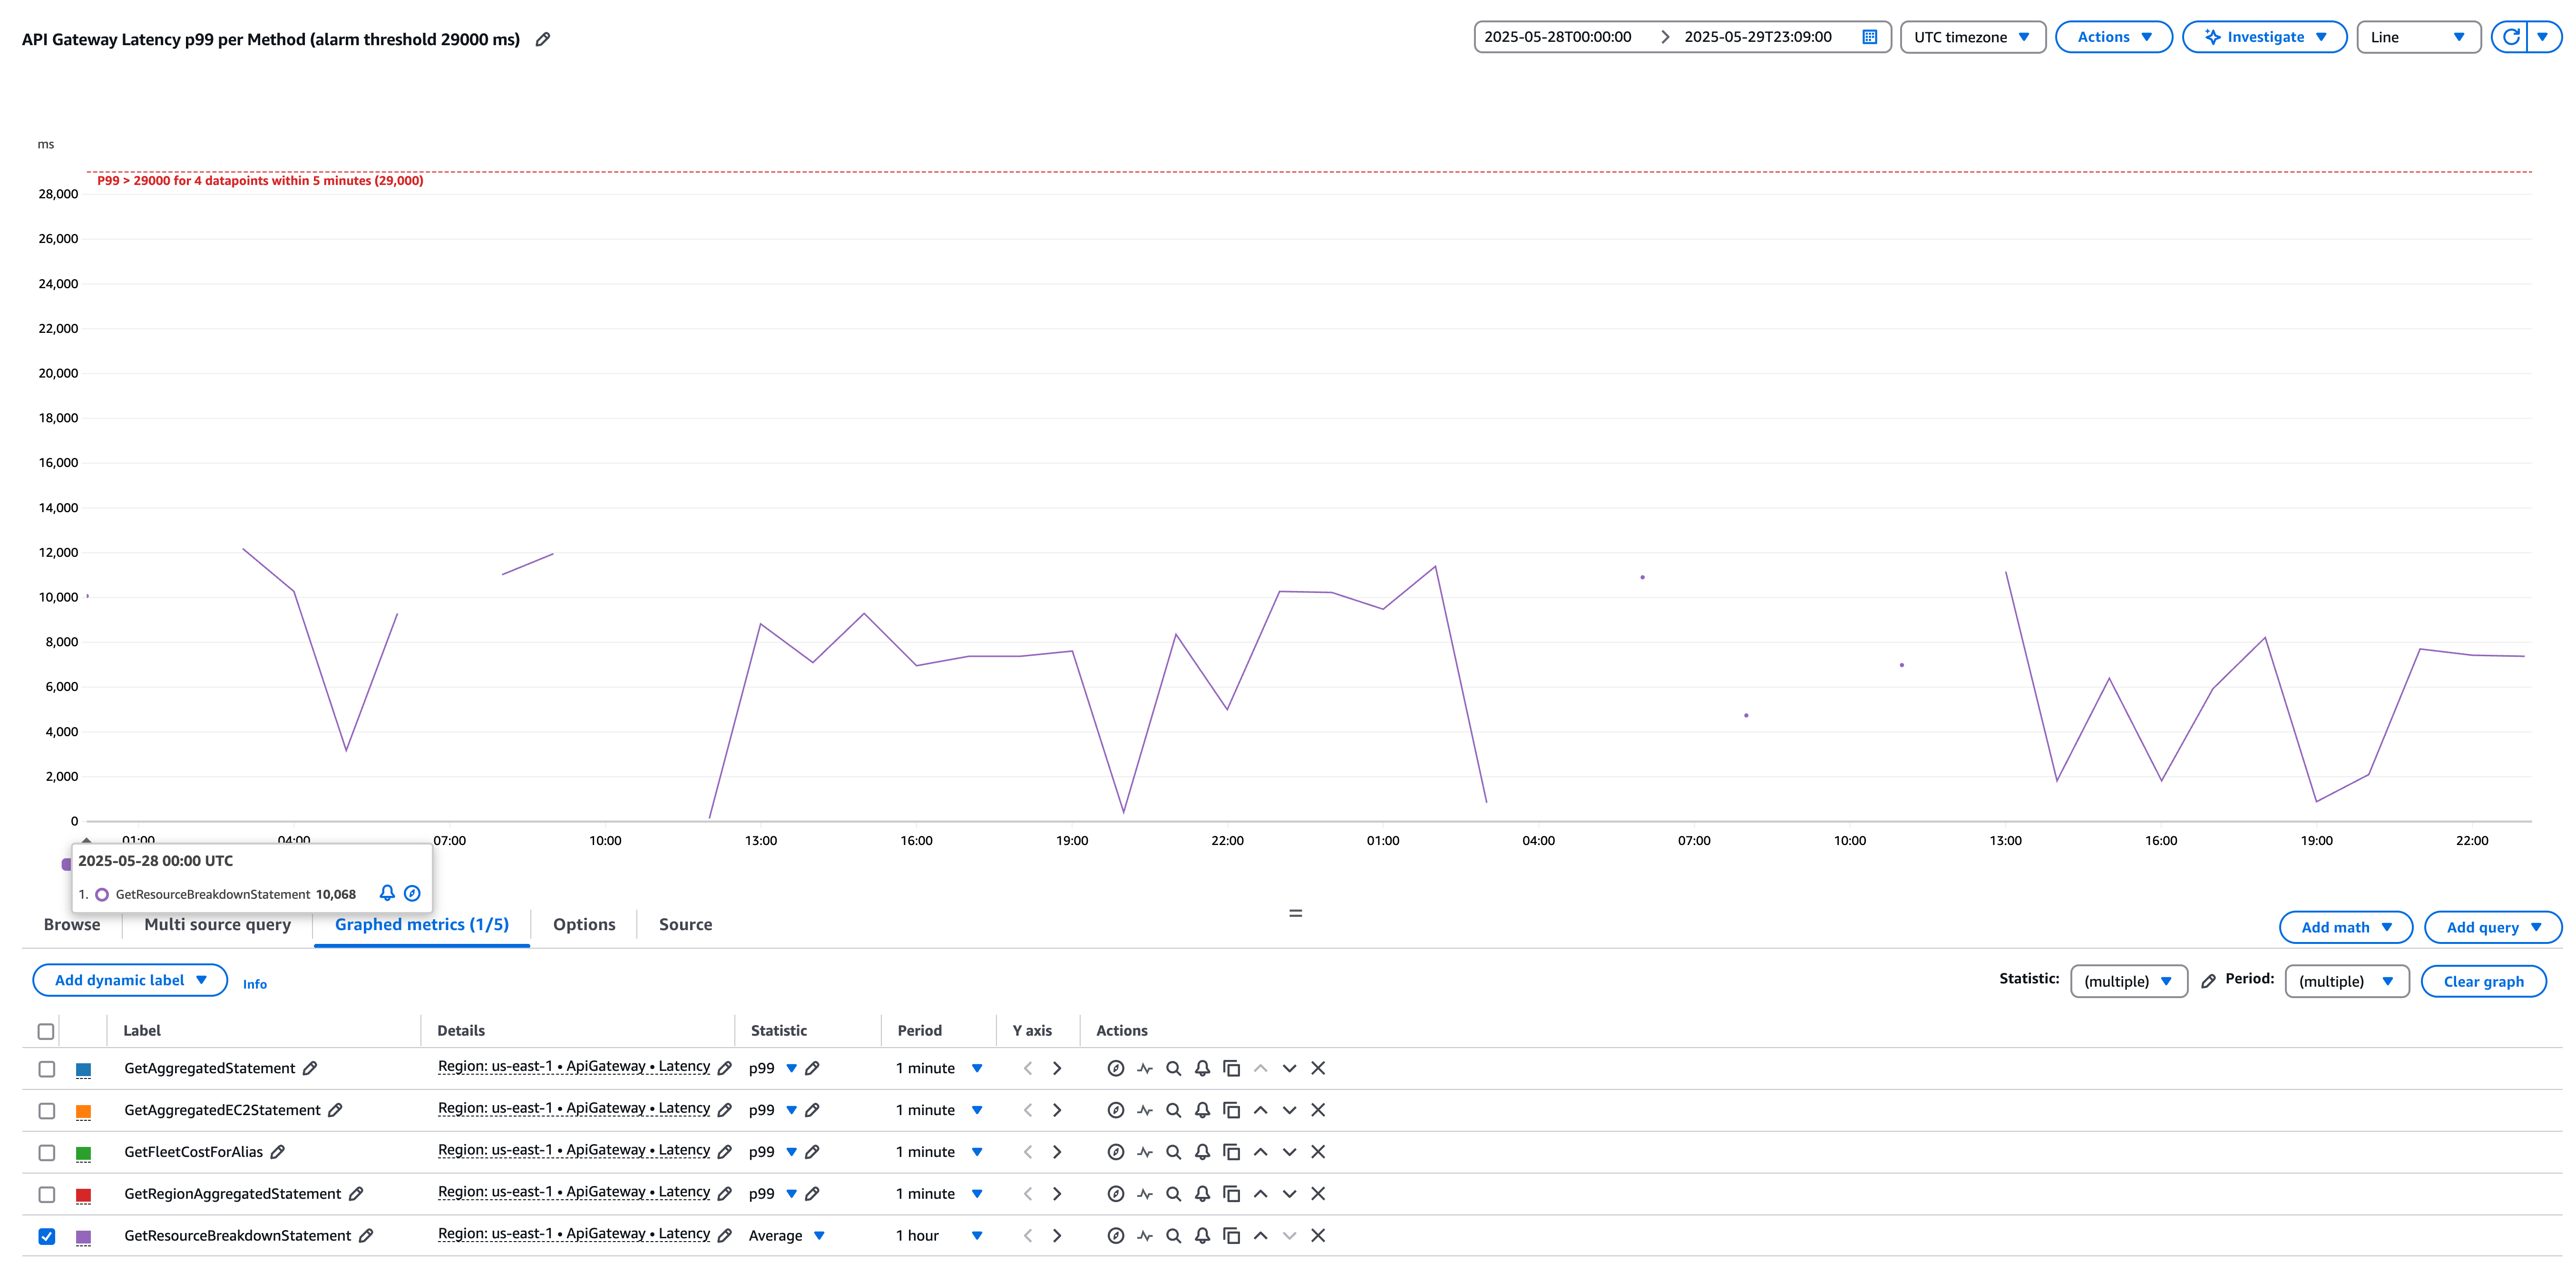 API Gateway Latency p99 per Method (alarm threshold 29000 ms)
2025-05-28T00:00:00 2025-05-29T23:09:00
UTC timezone
Actions
Investigate
Line
ms
P99 > 29000 for 4 datapoints within 5 minutes (29,000)
28,000
26,000
24,000
22,000
20,000
18,000
16,000
14,000
12,000
10,000
8,000
6,000
4,000
2,000
0
01:00 04:00 07:00 10:00 13:00 16:00 19:00 22:00 01:00 04:00 07:00 10:00 13:00 16:00 19:00 22:00
2025-05-28 00:00 UTC
1. GetResourceBreakdownStatement 10,068
Browse Multi source query Graphed metrics (1/5) Options Source
Add math Add query
Add dynamic label Info
Statistic: (multiple) Period: (multiple) Clear graph
Label Details Statistic Period Y axis Actions
GetAggregatedStatement Region: us-east-1 • ApiGateway • Latency p99 1 minute
GetAggregatedEC2Statement Region: us-east-1 • ApiGateway • Latency p99 1 minute
GetFleetCostForAlias Region: us-east-1 • ApiGateway • Latency p99 1 minute
GetRegionAggregatedStatement Region: us-east-1 • ApiGateway • Latency p99 1 minute
GetResourceBreakdownStatement Region: us-east-1 • ApiGateway • Latency Average 1 hour